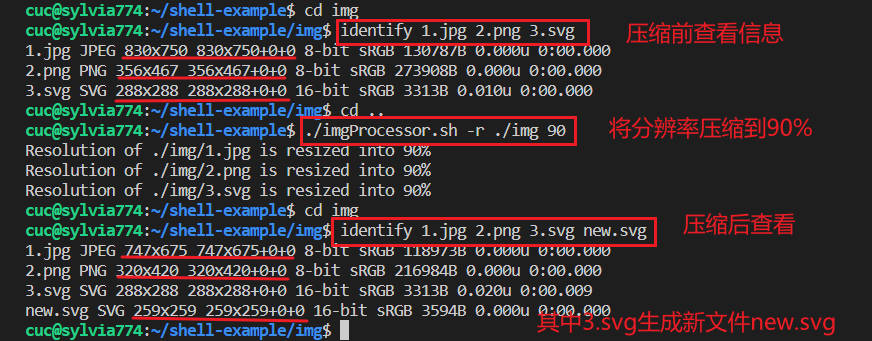 cuc@sylvia774:~/shell-example$ cd img
cuc@sylvia774:~/shell-example/img$ identify 1.jpg 2.png 3.svg
压缩前查看信息
1.jpg JPEG 830x750 830x750+0+0 8-bit sRGB 130787B 0.000u 0:00.000
2.png PNG 356x467 356x467+0+0 8-bit sRGB 273908B 0.000u 0:00.000
3.svg SVG 288x288 288x288+0+0 16-bit sRGB 3313B 0.010u 0:00.000
cuc@sylvia774:~/shell-example/img$ cd ..
cuc@sylvia774:~/shell-example$ ./imgProcessor.sh -r ./img 90
将分辨率压缩到90%
Resolution of ./img/1.jpg is resized into 90%
Resolution of ./img/2.png is resized into 90%
Resolution of ./img/3.svg is resized into 90%
cuc@sylvia774:~/shell-example$ cd img
cuc@sylvia774:~/shell-example/img$ identify 1.jpg 2.png 3.svg new.svg
压缩后查看
1.jpg JPEG 747x675 747x675+0+0 8-bit sRGB 118973B 0.000u 0:00.000
2.png PNG 320x420 320x420+0+0 8-bit sRGB 216984B 0.000u 0:00.000
3.svg SVG 288x288 288x288+0+0 16-bit sRGB 3313B 0.020u 0:00.009
new.svg SVG 259x259 259x259+0+0 16-bit sRGB 3594B 0.000u 0:00.000
其中3.svg生成新文件new.svg
cuc@sylvia774:~/shell-example/img$